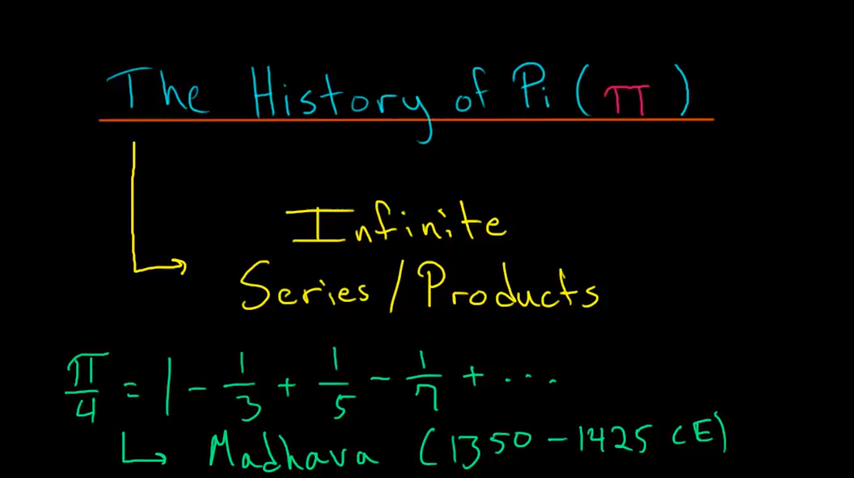 The History of Pi (π)
Infinite
Series/Products
π/4 = 1 - 1/3 + 1/5 - 1/7 + ...
Madhava (1350-1425 CE)